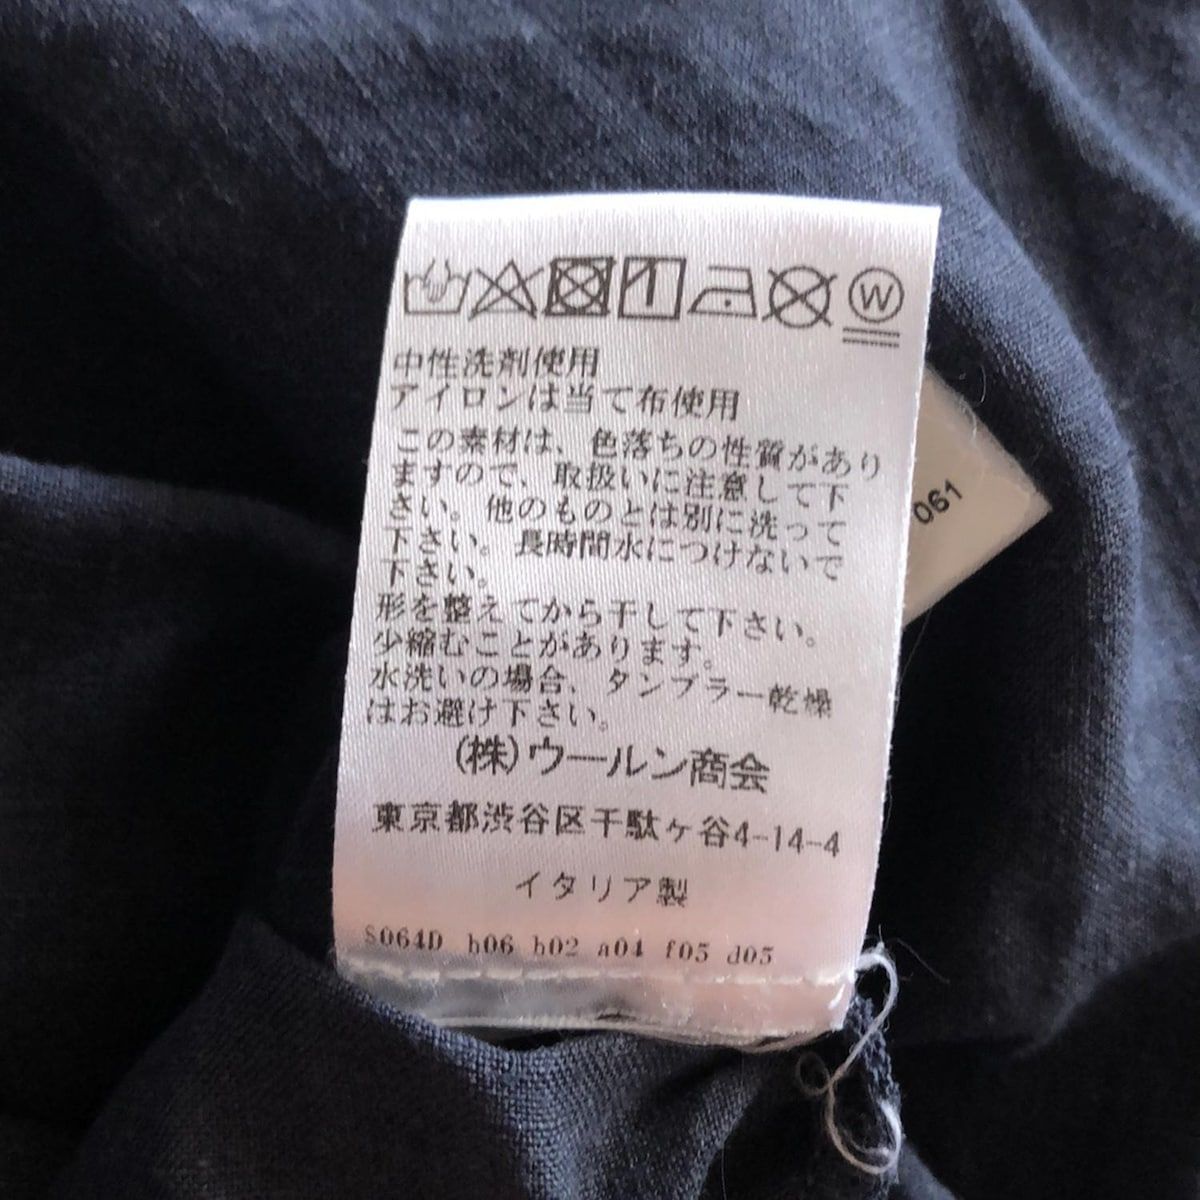 W
中性洗剤使用
アイロンは当て布使用
この素材は、色落ちの性質があり
ますので、取扱いに注意して下
さい。他のものとは別に洗って
下さい。長時間水につけないで
下さい。
形を整えてから干して下さい。
少縮むことがあります。
水洗いの場合、タンブラー乾燥
はお避け下さい。
(株)ウールン商会
東京都渋谷区千駄ヶ谷4-14-4
イタリア製
S064D h06 b02 a04 f05 d05
061